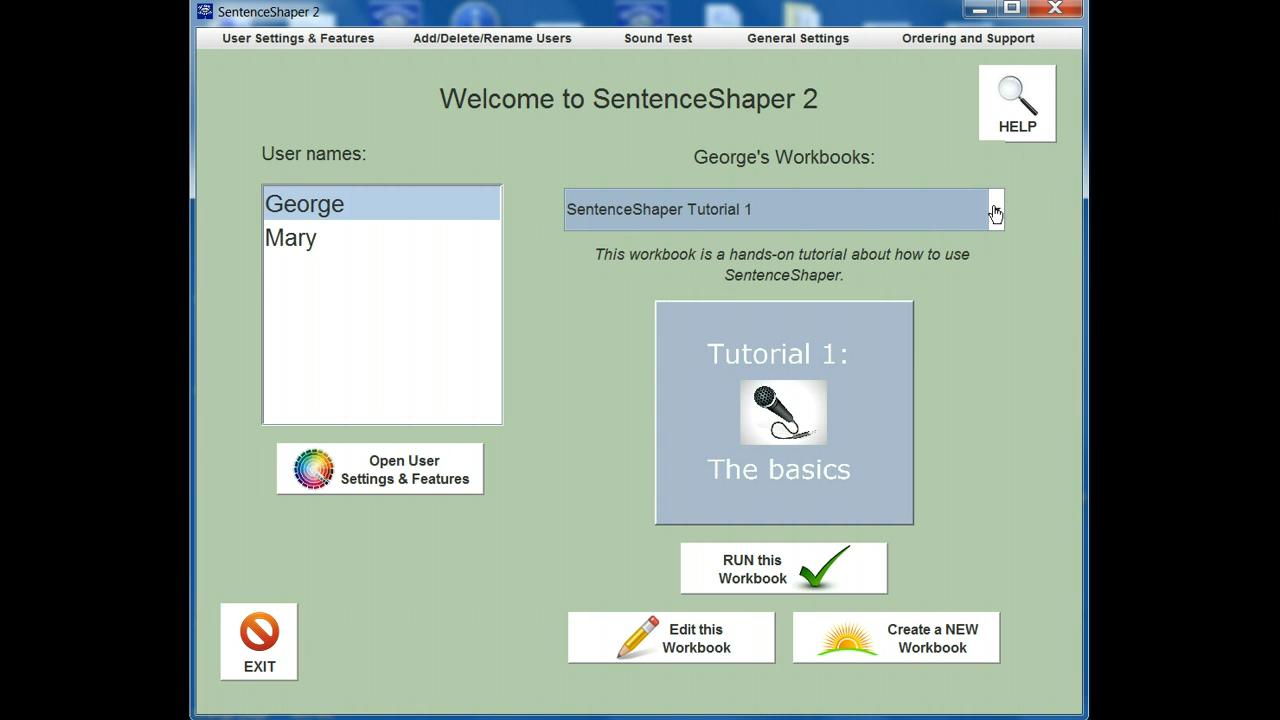 SentenceShaper 2
User Settings & Features Add/Delete/Rename Users Sound Test General Settings Ordering and Support
Welcome to SentenceShaper 2
HELP
User names:
George
Mary
Open User
Settings & Features
George's Workbooks:
SentenceShaper Tutorial 1
This workbook is a hands-on tutorial about how to use
SentenceShaper.
Tutorial 1:
The basics
RUN this
Workbook
Edit this
Workbook
Create a NEW
Workbook
EXIT